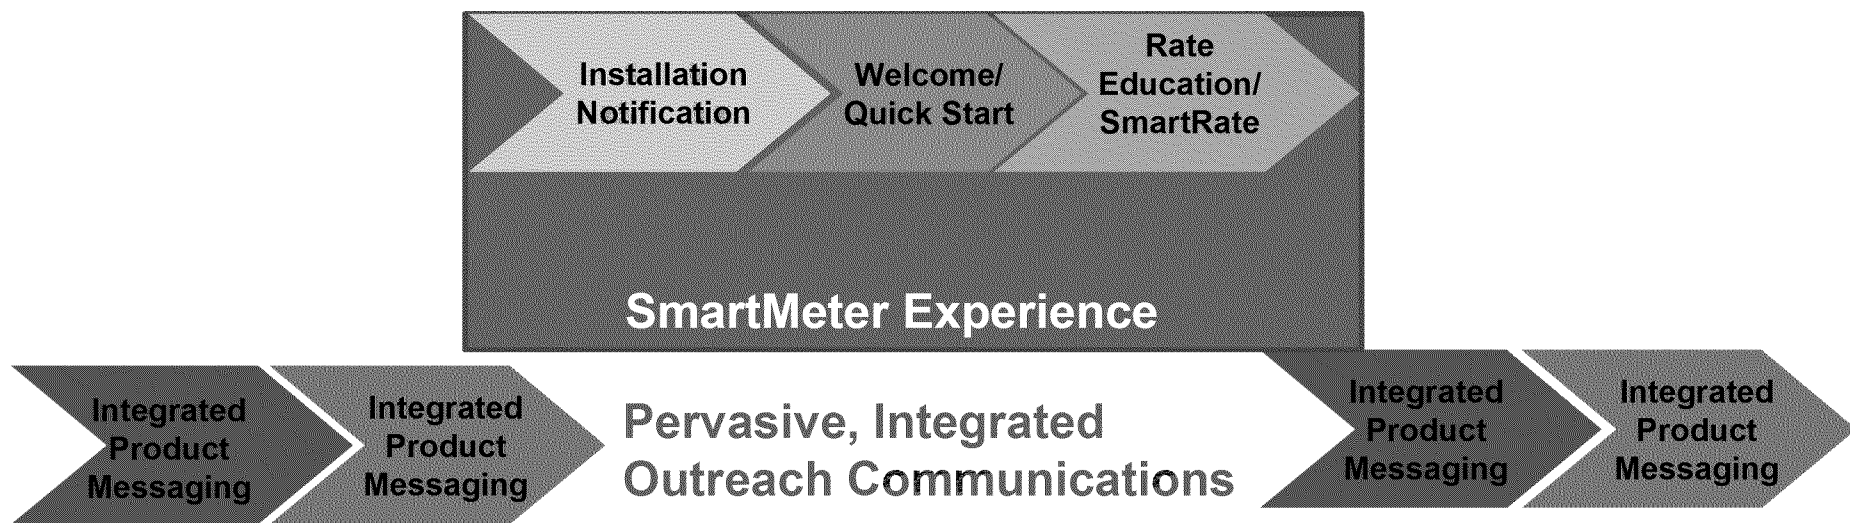 Installation
Notification
Welcome/
Quick Start
Rate
Education/
SmartRate
SmartMeter Experience
Integrated
Product
Messaging
Integrated
Product
Messaging
Pervasive, Integrated
Outreach Communications
Integrated
Product
Messaging
Integrated
Product
Messaging